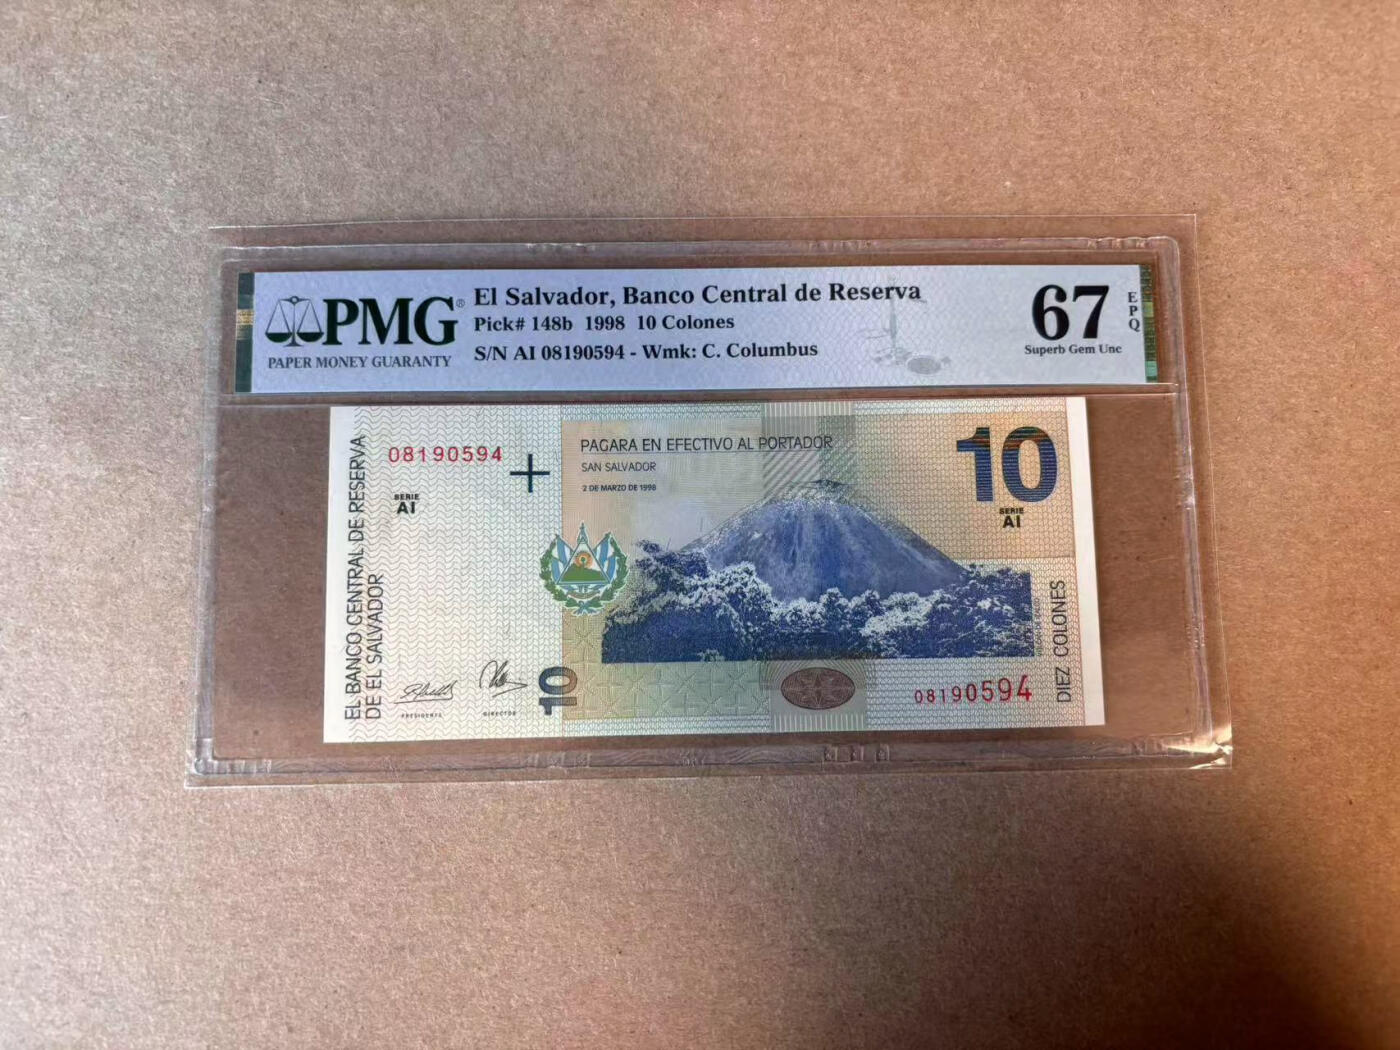 PMG®
PAPER MONEY GUARANTY
El Salvador, Banco Central de Reserva
Pick# 148b 1998 10 Colones
S/N AI 08190594 - Wmk: C. Columbus
67
EPQ
Superb Gem Unc
EL BANCO CENTRAL DE RESERVA
DE EL SALVADOR
08190594
SERIE
AI
PAGARA EN EFECTIVO AL PORTADOR
SAN SALVADOR
2 DE MARZO DE 1998
10
SERIE
AI
DIEZ COLONES
PRESIDENTE
DIRECTOR
10
08190594